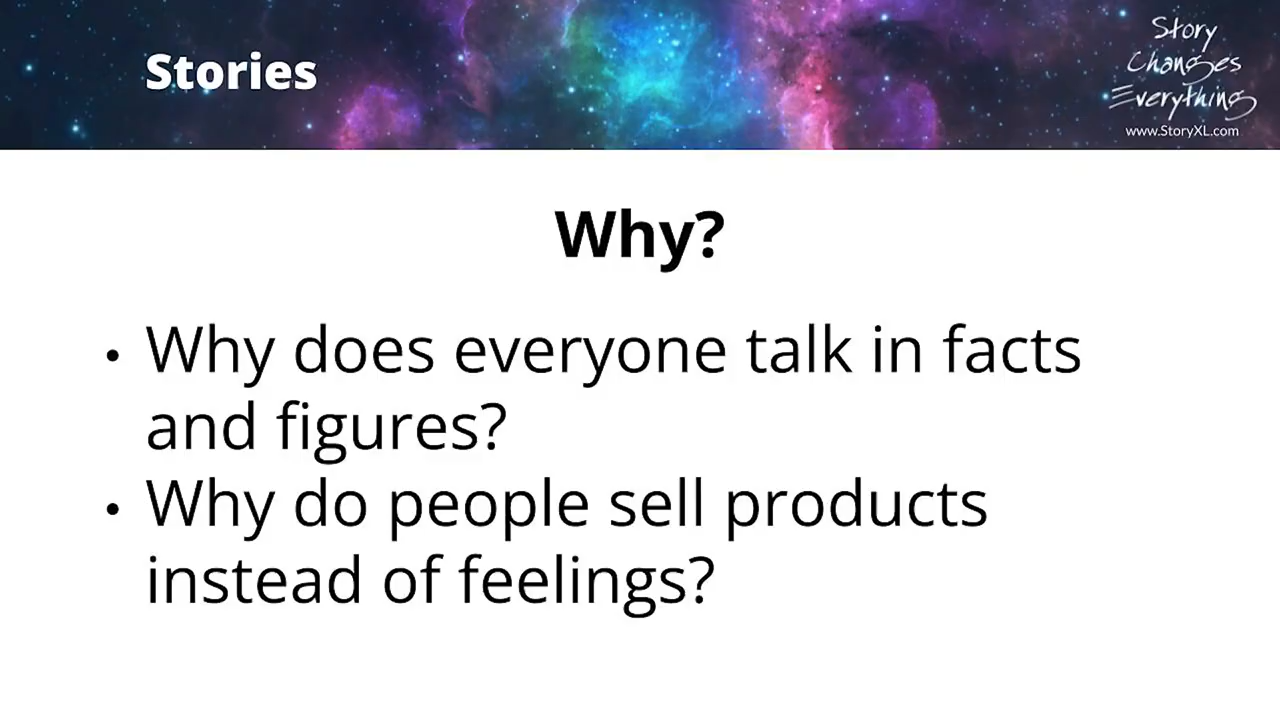 Stories
Story
Changes
Everything
www.StoryXL.com
Why?
• Why does everyone talk in facts
and figures?
• Why do people sell products
instead of feelings?